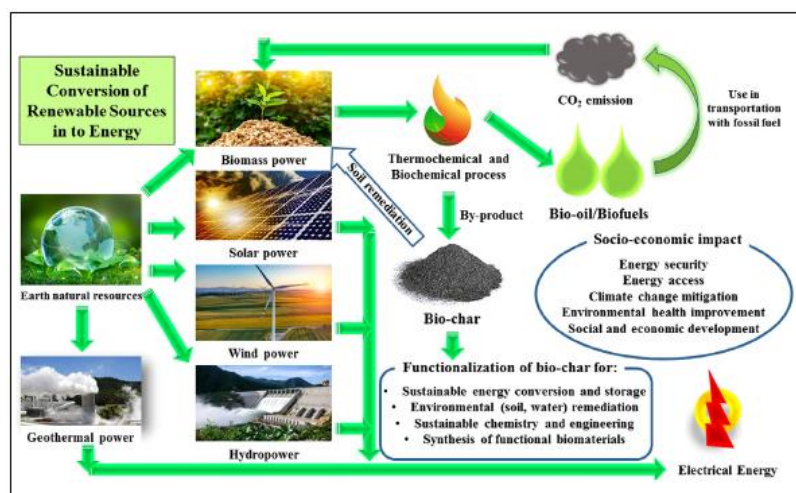 Sustainable
Conversion of
Renewable Sources
in to Energy
Biomass power
Thermochemical and
Biochemical process
CO₂ emission
Use in
transportation
with fossil fuel
Bio-oil/Biofuels
Soil remediation
By-product
Earth natural resources
Solar power
Wind power
Hydropower
Geothermal power
Bio-char
Socio-economic impact
Energy security
Energy access
Climate change mitigation
Environmental health improvement
Social and economic development
Functionalization of bio-char for:
• Sustainable energy conversion and storage
• Environmental (soil, water) remediation
• Sustainable chemistry and engineering
• Synthesis of functional biomaterials
Electrical Energy